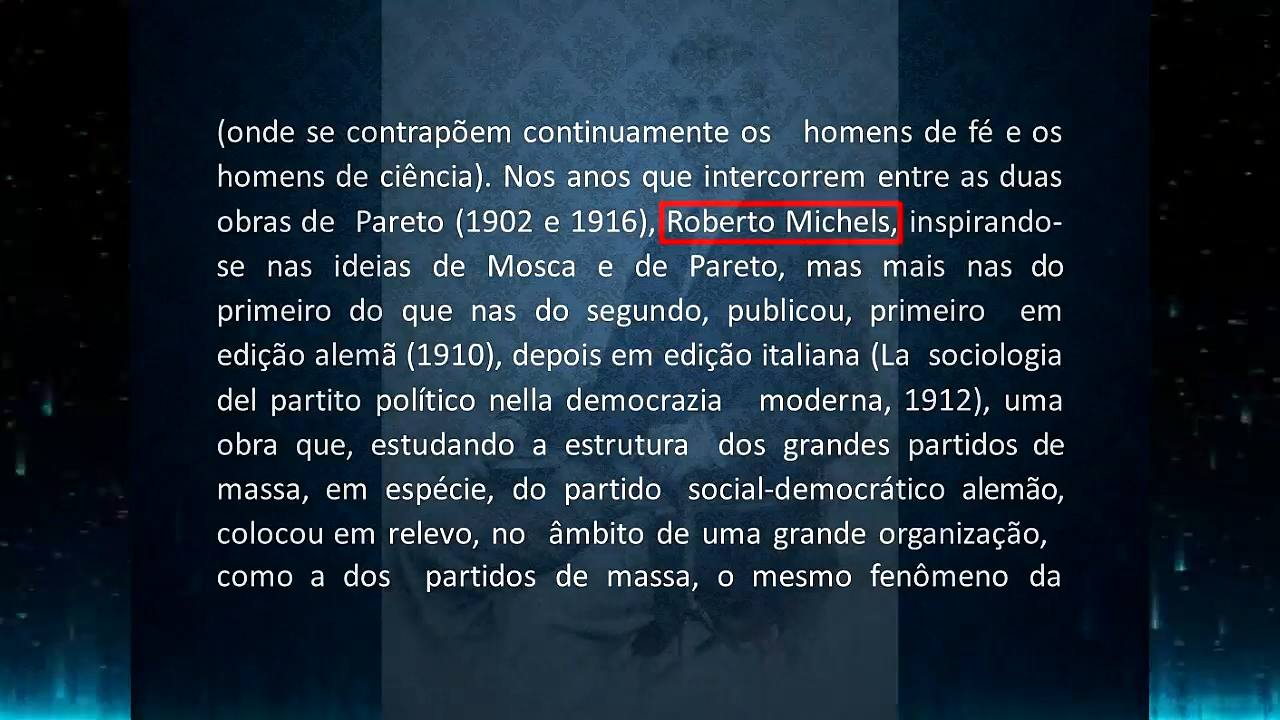 (onde se contrapõem continuamente os homens de fé e os
homens de ciência). Nos anos que intercorrem entre as duas
obras de Pareto (1902 e 1916), Roberto Michels, inspirando-
se nas ideias de Mosca e de Pareto, mas mais nas do
primeiro do que nas do segundo, publicou, primeiro em
edição alemã (1910), depois em edição italiana (La sociologia
del partito político nella democrazia moderna, 1912), uma
obra que, estudando a estrutura dos grandes partidos de
massa, em espécie, do partido social-democrático alemão,
colocou em relevo, no âmbito de uma grande organização,
como a dos partidos de massa, o mesmo fenômeno da